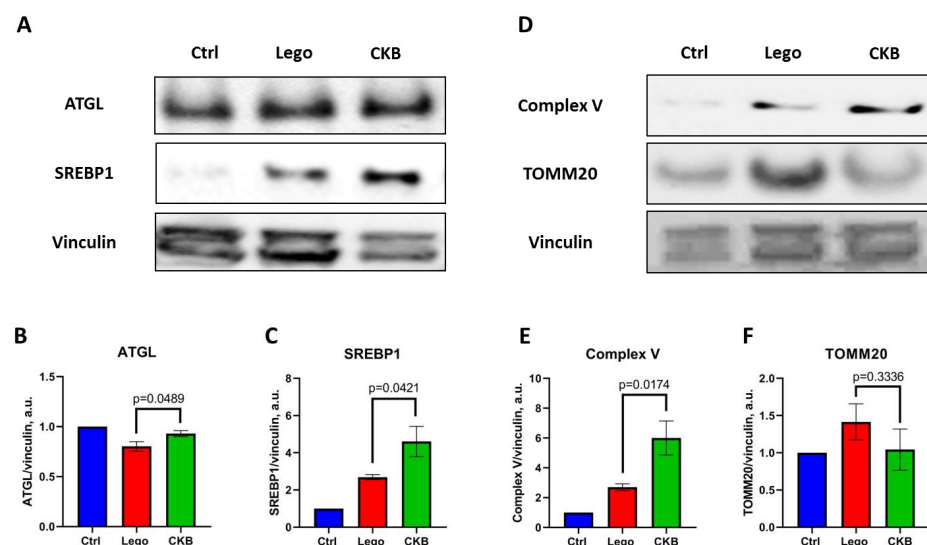 A
Ctrl Lego CKB
ATGL
SREBP1
Vinculin
D
Ctrl Lego CKB
Complex V
TOMM20
Vinculin
B
ATGL
ATGL/vinculin, a.u.
1.5
1.0
0.5
0.0
p=0.0489
Ctrl Lego CKB
C
SREBP1
SREBP1/vinculin, a.u.
8
6
4
2
0
p=0.0421
Ctrl Lego CKB
E
Complex V
Complex V/vinculin, a.u.
10
8
6
4
2
0
p=0.0174
Ctrl Lego CKB
F
TOMM20
TOMM20/vinculin, a.u.
2.0
1.5
1.0
0.5
0.0
p=0.3336
Ctrl Lego CKB